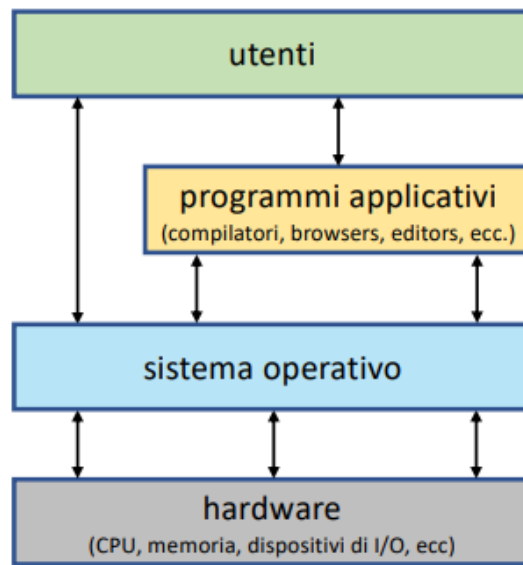 utenti
programmi applicativi
(compilatori, browsers, editors, ecc.)
sistema operativo
hardware
(CPU, memoria, dispositivi di I/O, ecc)